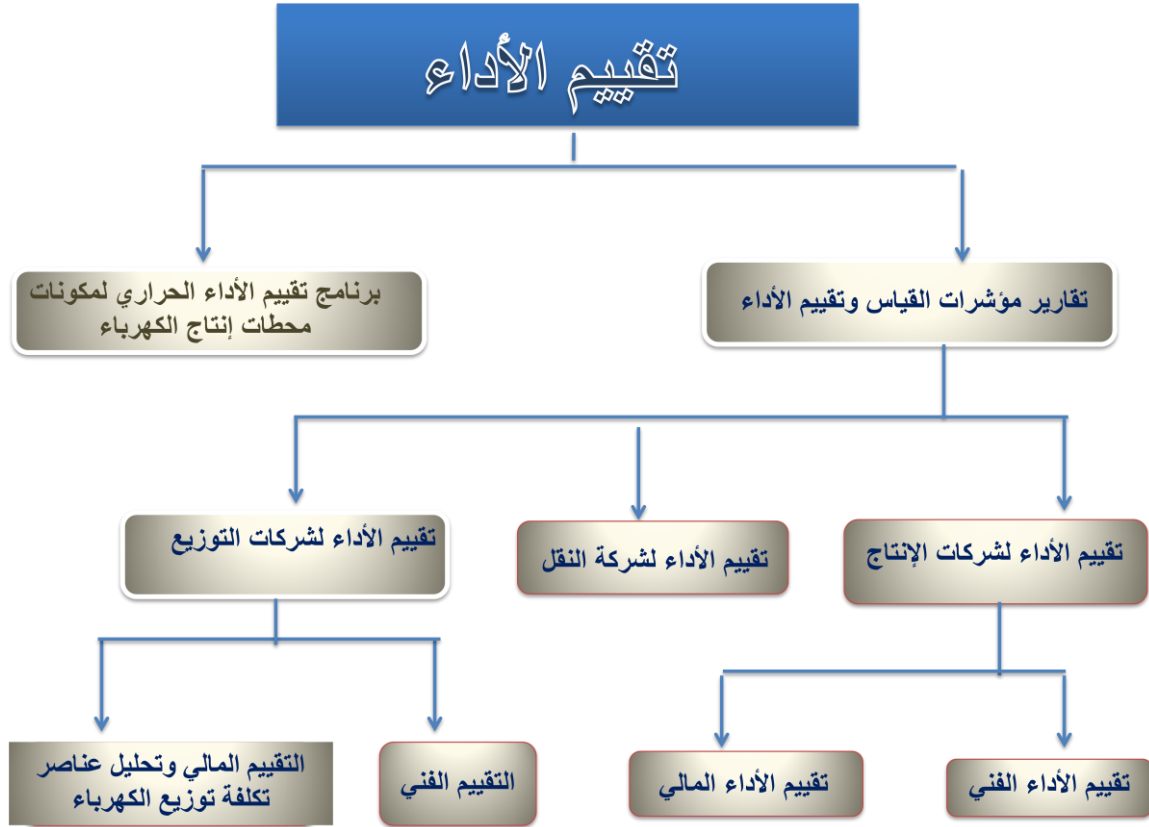 تقييم الأداء
تقارير مؤشرات القياس وتقييم الأداء
برنامج تقييم الأداء الحراري لمكونات
محطات إنتاج الكهرباء
تقييم الأداء لشركات الإنتاج
تقييم الأداء لشركة النقل
تقييم الأداء لشركات التوزيع
تقييم الأداء الفني
تقييم الأداء المالي
التقييم الفني
التقييم المالي وتحليل عناصر
تكلفة توزيع الكهرباء